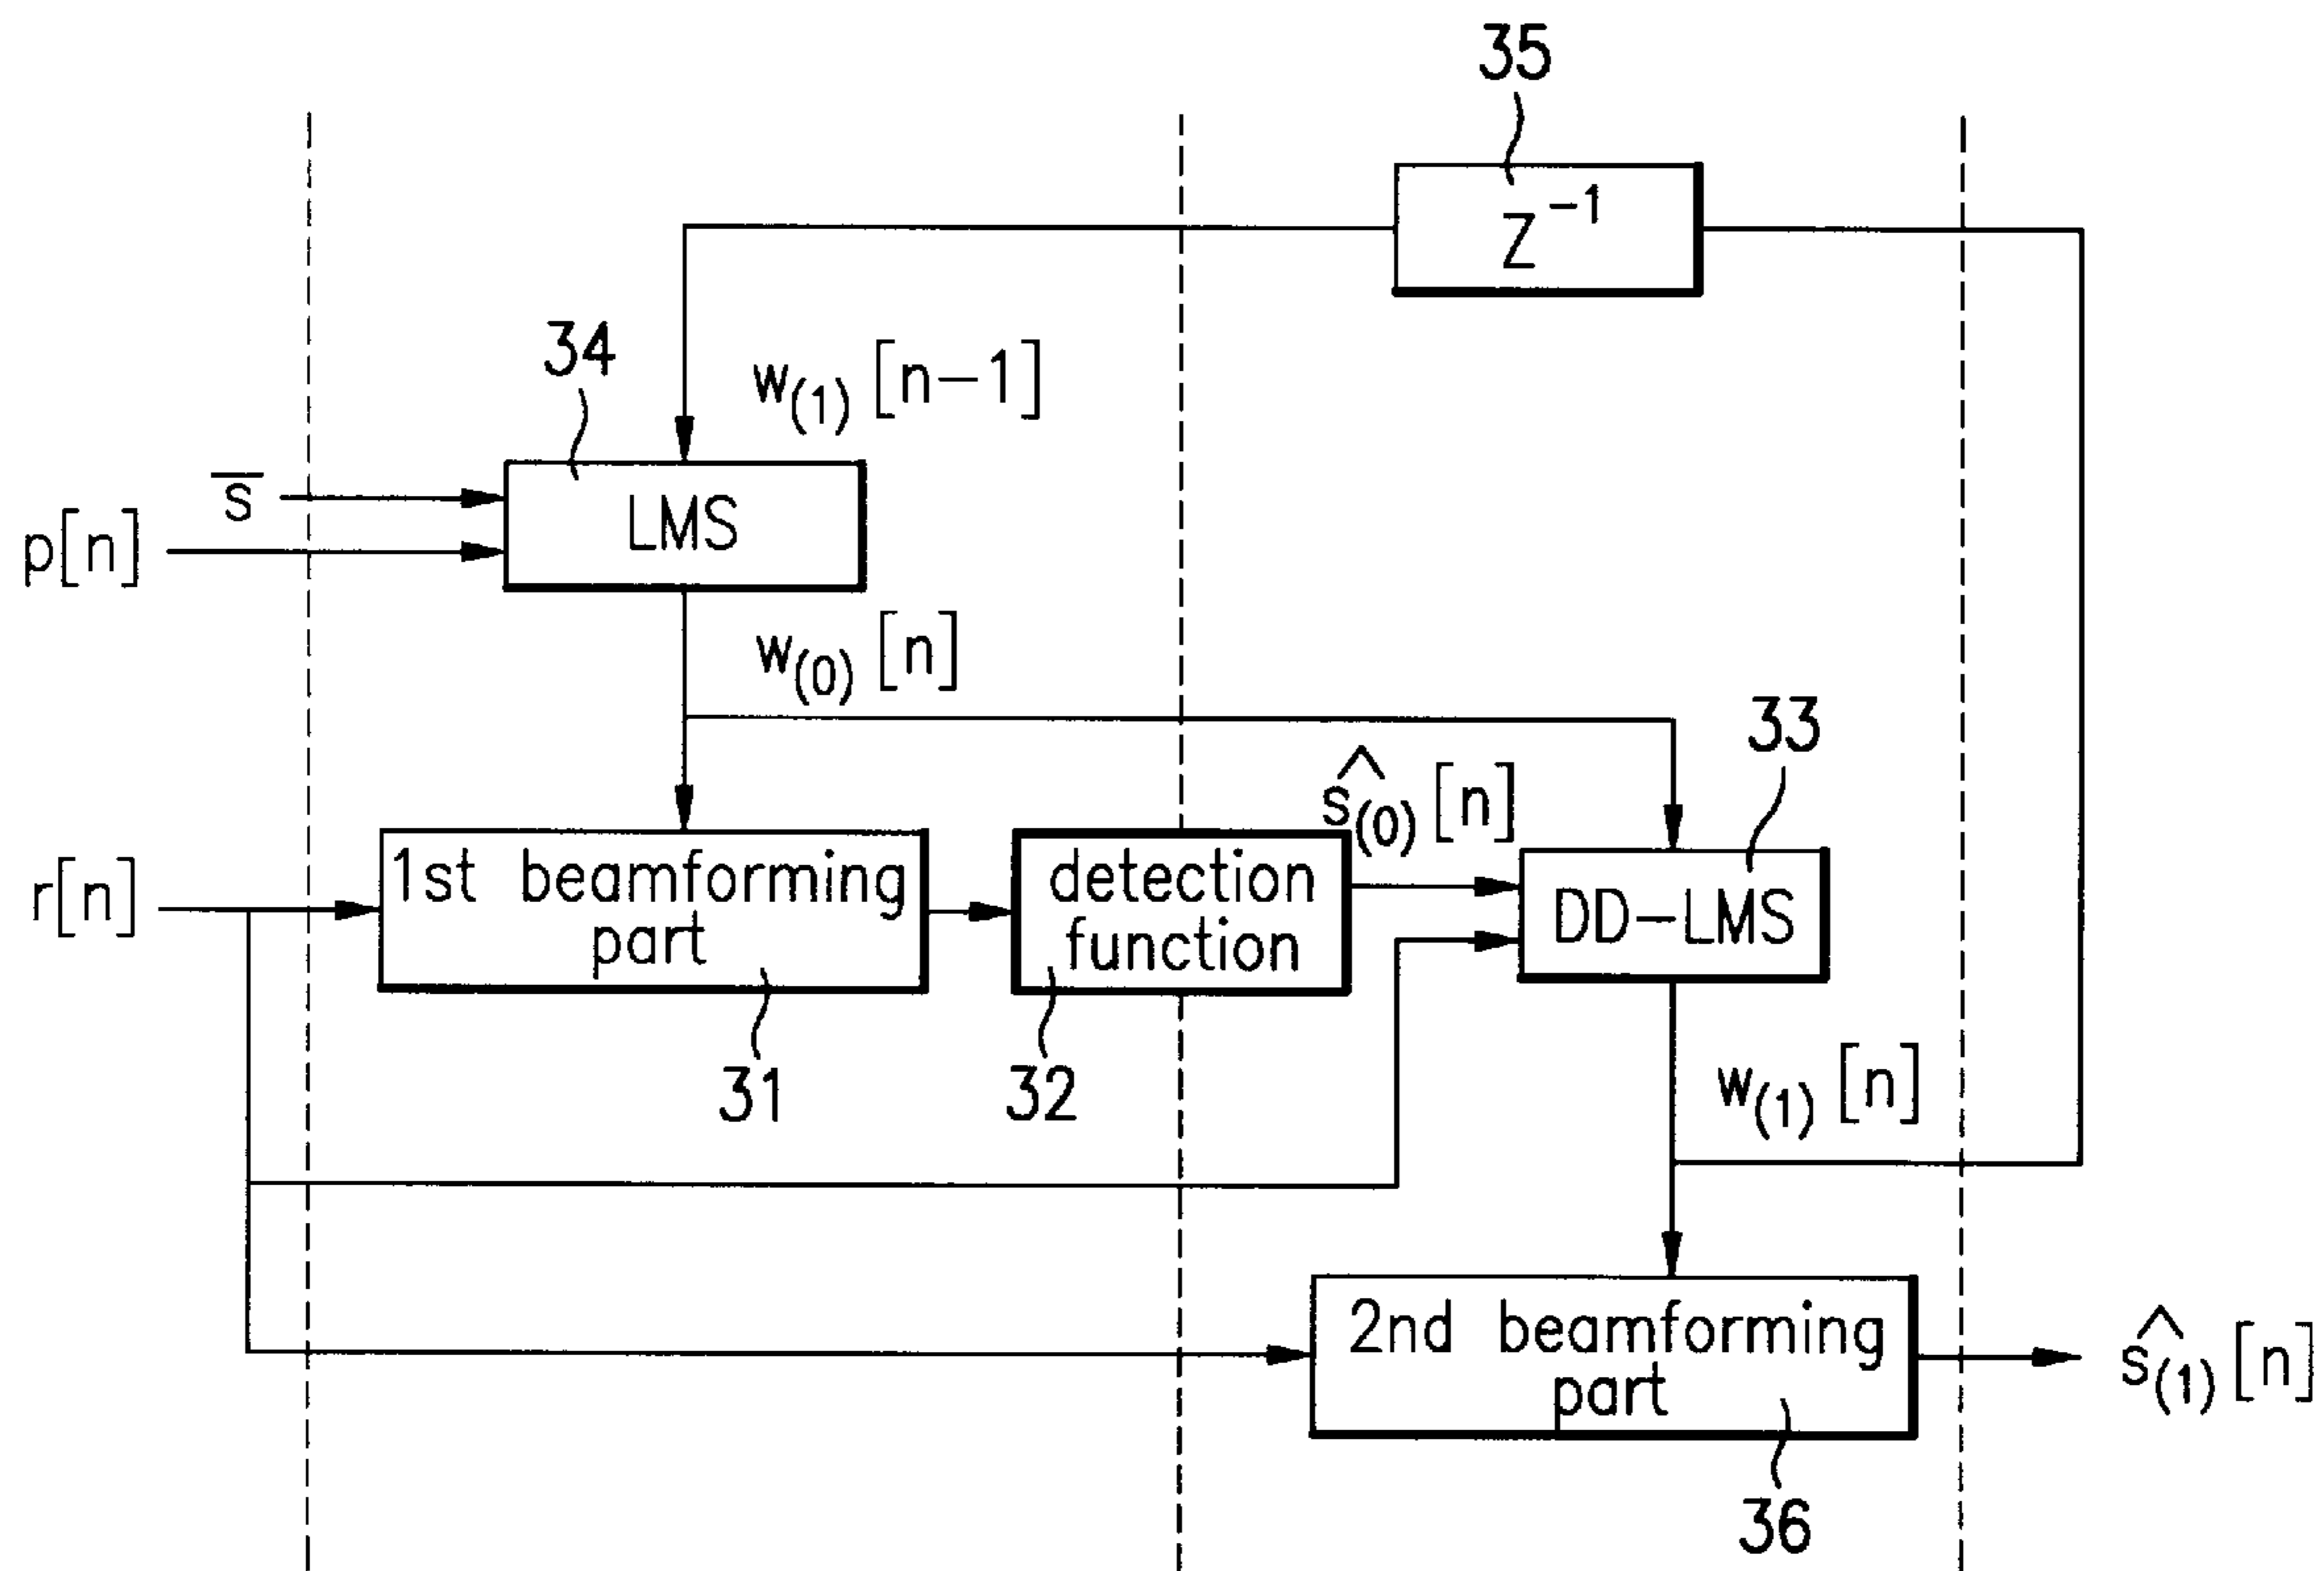 35
Z⁻¹
34
w₍₁₎[n−1]
s̅
p[n]
LMS
w₍₀₎[n]
33
ŝ₍₀₎[n]
r[n]
1st beamforming
part
detection
function
DD−LMS
31
32
w₍₁₎[n]
2nd beamforming
part
ŝ₍₁₎[n]
36